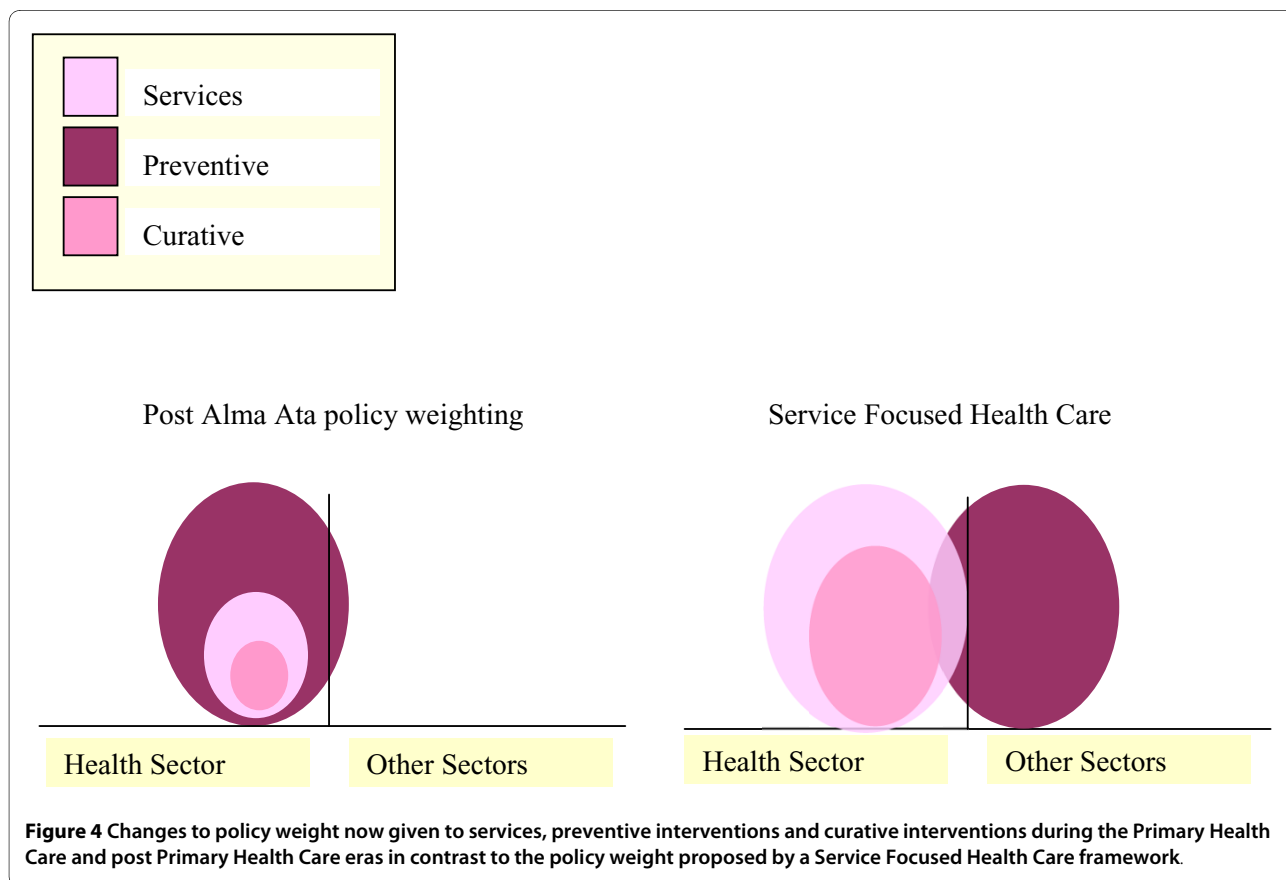 Services
Preventive
Curative
Post Alma Ata policy weighting
Service Focused Health Care
Health Sector
Other Sectors
Health Sector
Other Sectors
Figure 4 Changes to policy weight now given to services, preventive interventions and curative interventions during the Primary Health
Care and post Primary Health Care eras in contrast to the policy weight proposed by a Service Focused Health Care framework.